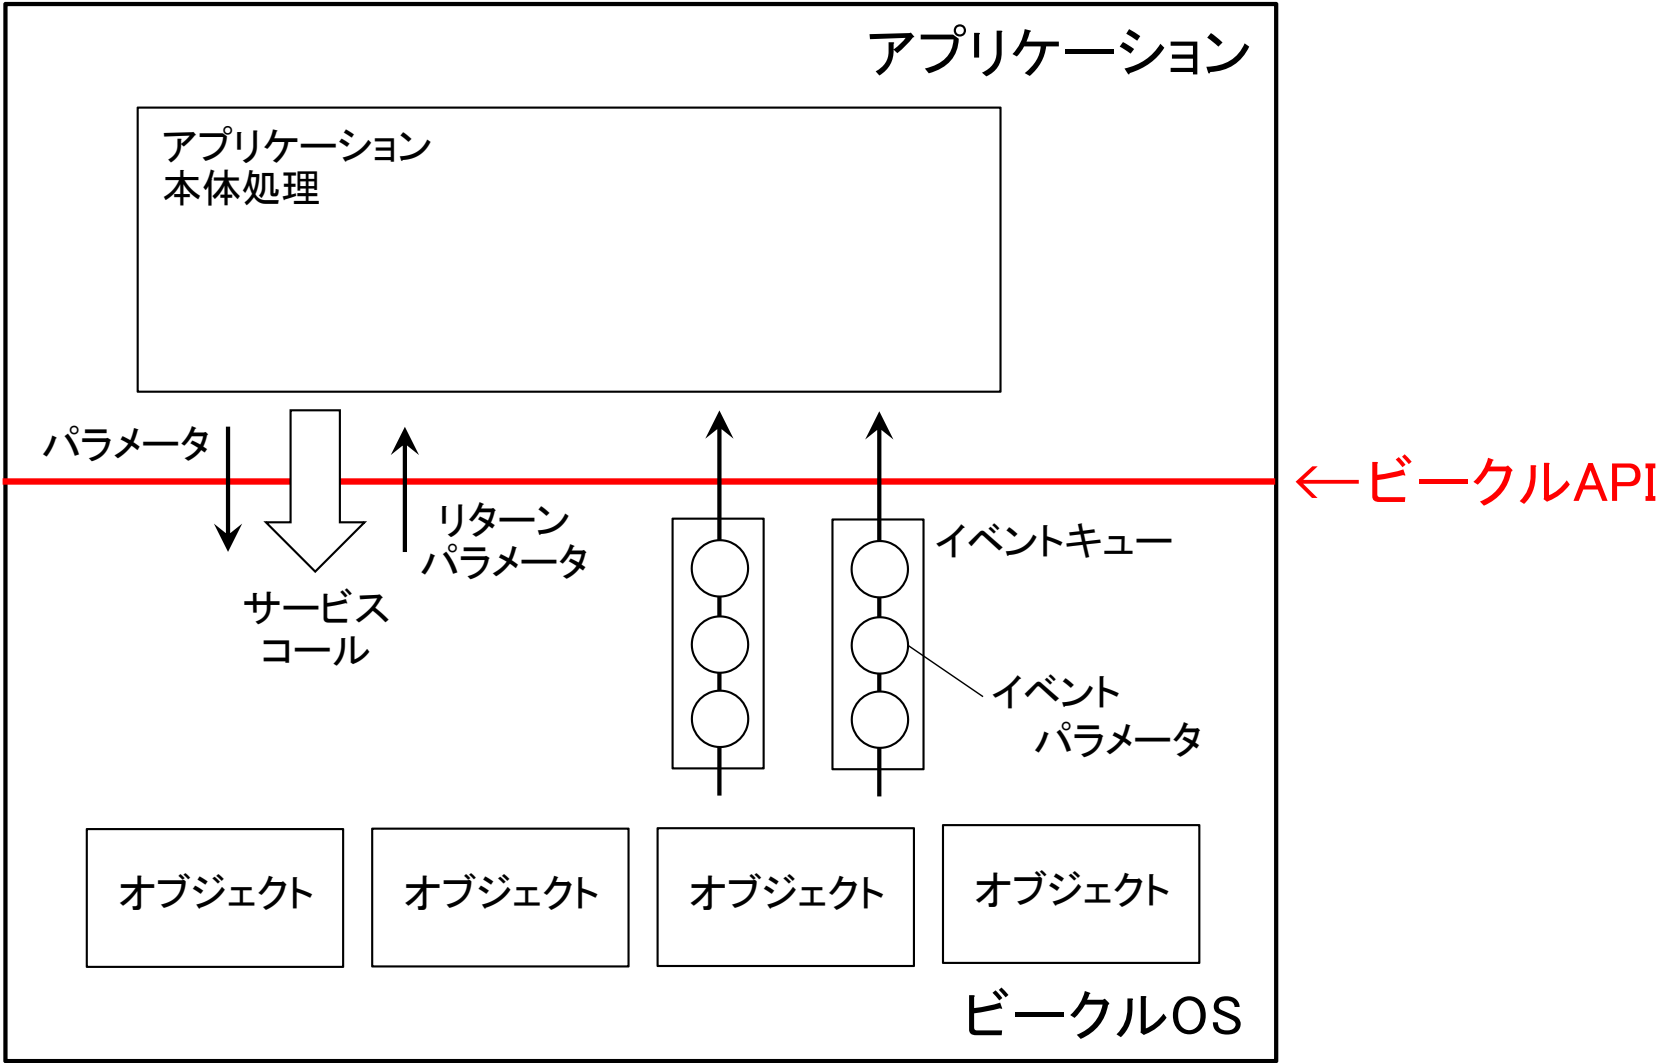 アプリケーション
アプリケーション
本体処理
パラメータ
←ビークルAPI
リターン
パラメータ
イベントキュー
サービス
コール
イベント
パラメータ
オブジェクト
オブジェクト
オブジェクト
オブジェクト
ビークルOS